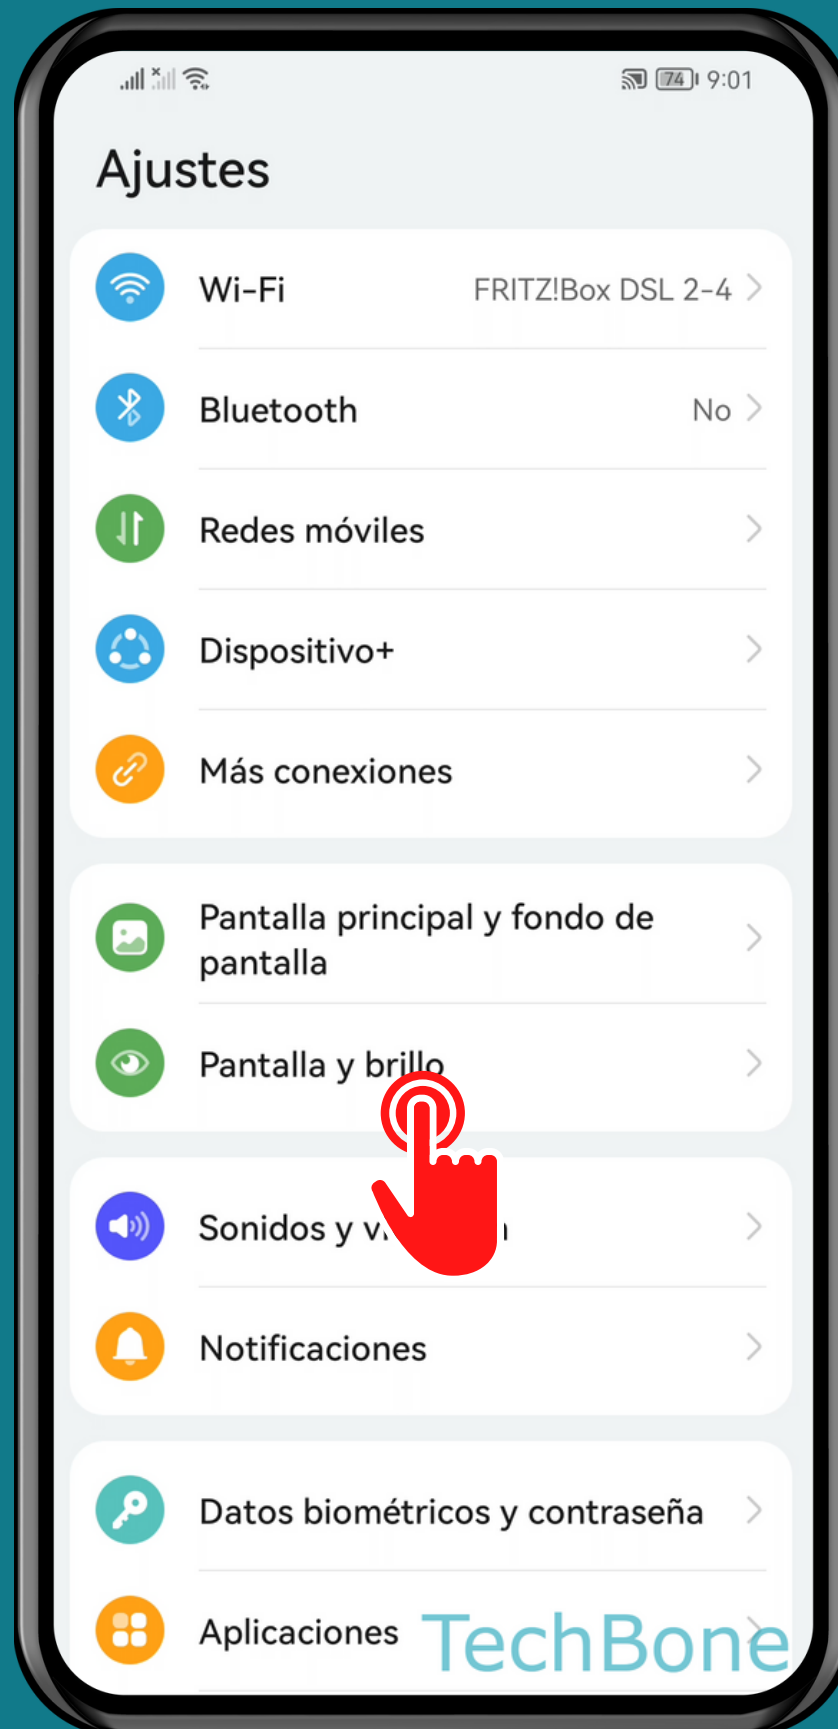 74 9:01
Ajustes
Wi-Fi FRITZ!Box DSL 2-4
Bluetooth No
Redes móviles
Dispositivo+
Más conexiones
Pantalla principal y fondo de
pantalla
Pantalla y brillo
Sonidos y
Notificaciones
Datos biométricos y contraseña
Aplicaciones
TechBone